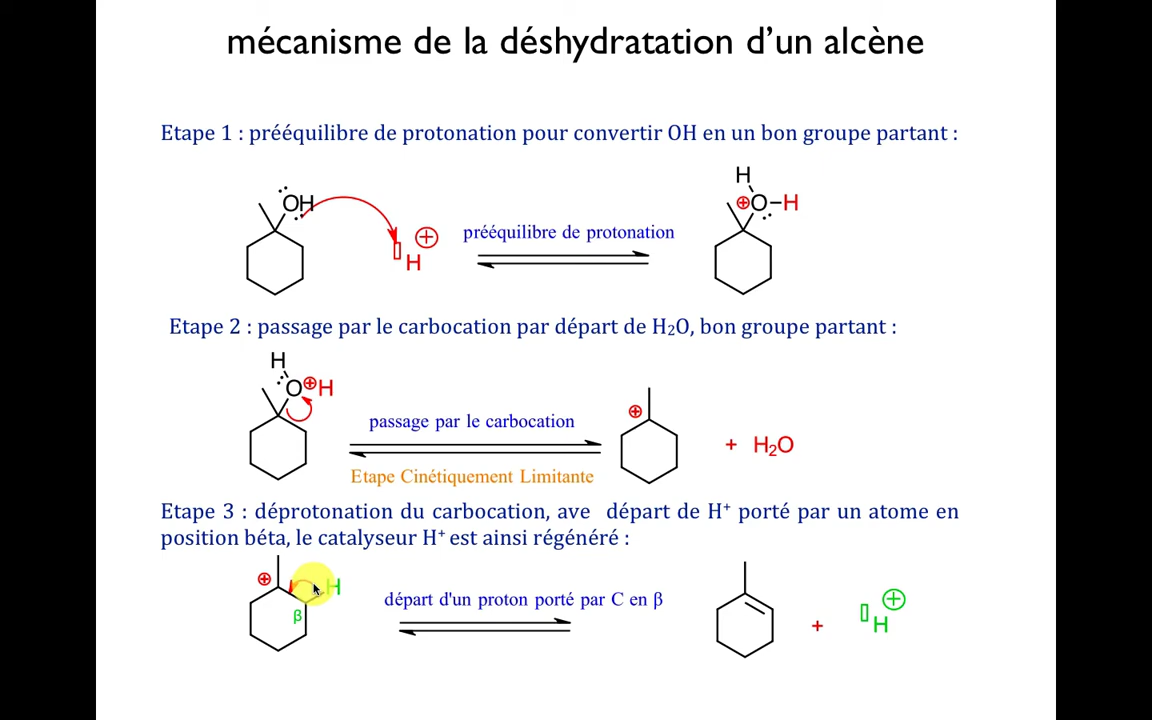 mécanisme de la déshydratation d'un alcène
Etape 1 : prééquilibre de protonation pour convertir OH en un bon groupe partant :
OH
H⊕
prééquilibre de protonation
H
⊕O–H
Etape 2 : passage par le carbocation par départ de H₂O, bon groupe partant :
H
O⊕H
passage par le carbocation
Etape Cinétiquement Limitante
⊕
+ H₂O
Etape 3 : déprotonation du carbocation, ave départ de H⁺ porté par un atome en
position béta, le catalyseur H⁺ est ainsi régénéré :
⊕
H
β
départ d'un proton porté par C en β
+
H⊕